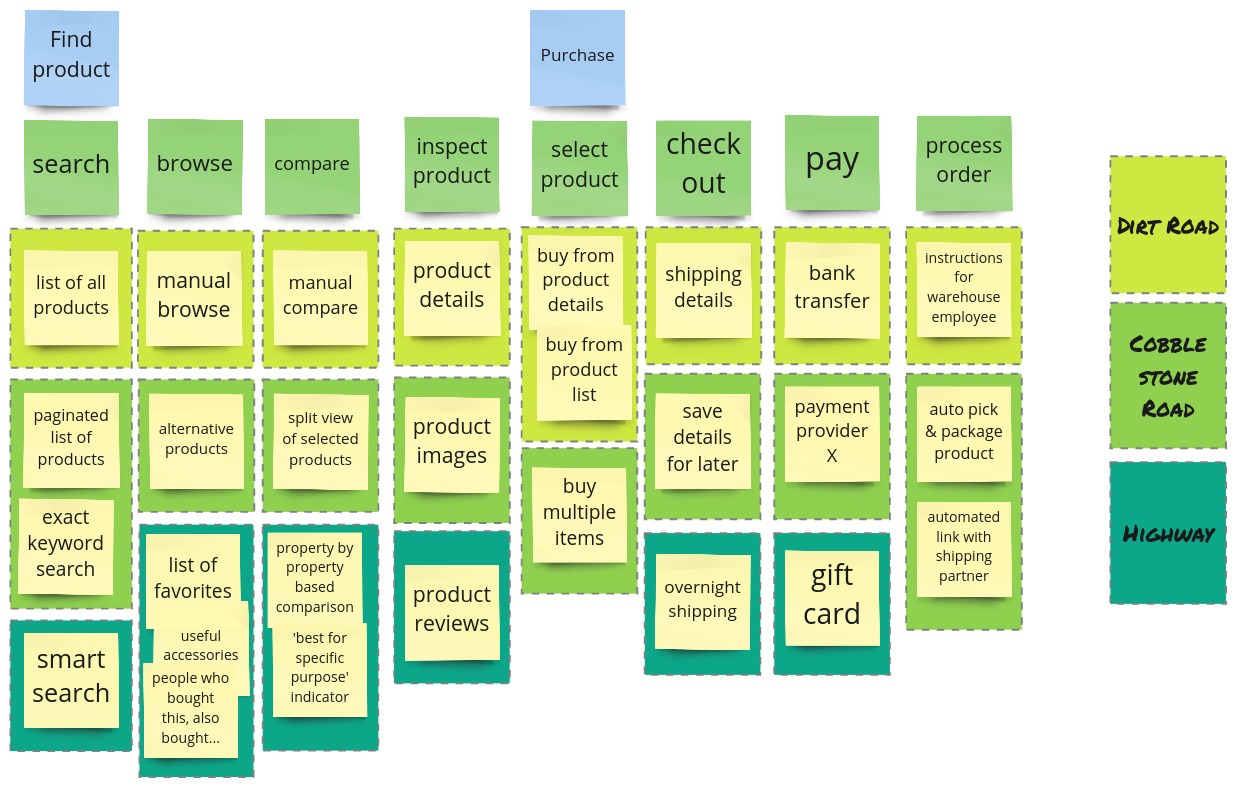 Find
product
Purchase
search
browse
compare
inspect
product
select
product
check
out
pay
process
order
list of all
products
manual
browse
manual
compare
product
details
buy from
product
details
buy from
product
list
shipping
details
bank
transfer
instructions
for
warehouse
employee
DIRT ROAD
paginated
list of
products
exact
keyword
search
alternative
products
split view
of selected
products
product
images
buy
multiple
items
save
details
for later
payment
provider
X
auto pick
& package
product
automated
link with
shipping
partner
COBBLE
STONE
ROAD
smart
search
list of
favorites
useful
accessories
people who
bought
this, also
bought...
property by
property
based
comparison
'best for
specific
purpose'
indicator
product
reviews
overnight
shipping
gift
card
HIGHWAY